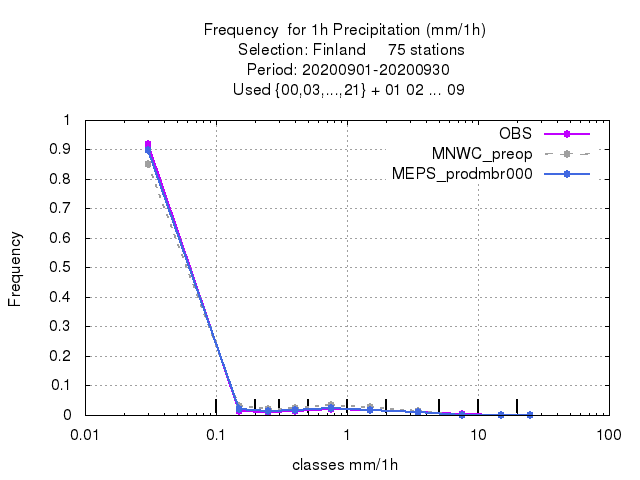 Frequency  for 1h Precipitation (mm/1h)
Selection: Finland     75 stations
Period: 20200901-20200930
Used {00,03,...,21} + 01 02 ... 09
OBS
MNWC_preop
MEPS_prodmbr000
1
0.9
0.8
0.7
0.6
0.5
0.4
0.3
0.2
0.1
0
Frequency
0.01
0.1
1
10
100
classes mm/1h